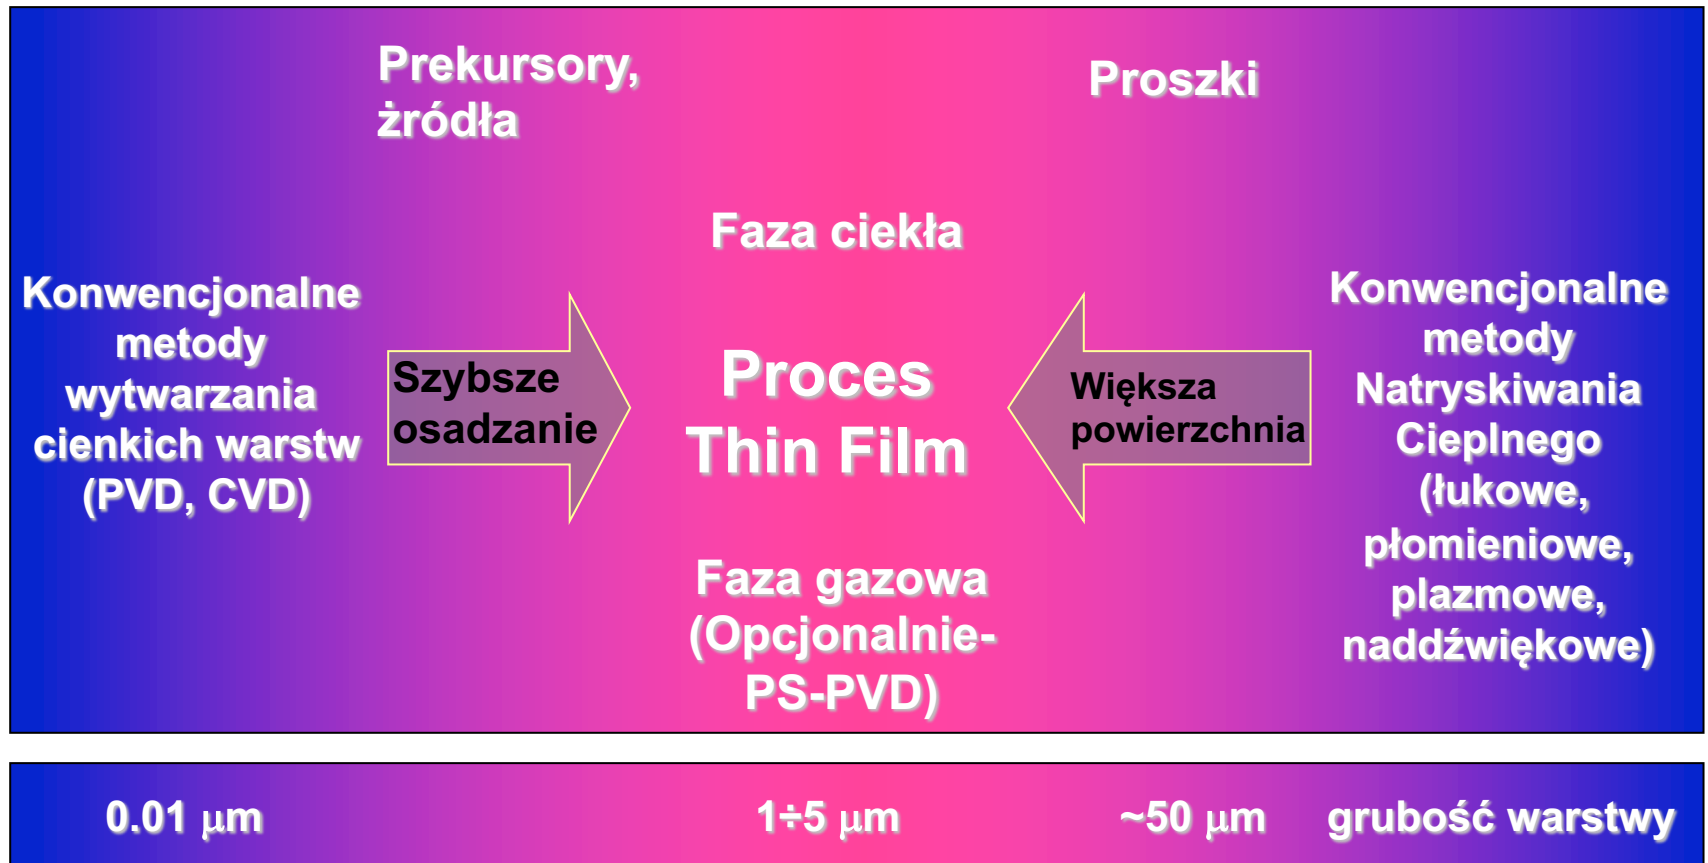 Prekursory,
żródła
Proszki
Faza ciekła
Konwencjonalne
metody
wytwarzania
cienkich warstw
(PVD, CVD)
Szybsze
osadzanie
Proces
Thin Film
Większa
powierzchnia
Konwencjonalne
metody
Natryskiwania
Cieplnego
(łukowe,
płomieniowe,
plazmowe,
naddźwiękowe)
Faza gazowa
(Opcjonalnie-
PS-PVD)
0.01 μm 1÷5 μm ~50 μm grubość warstwy